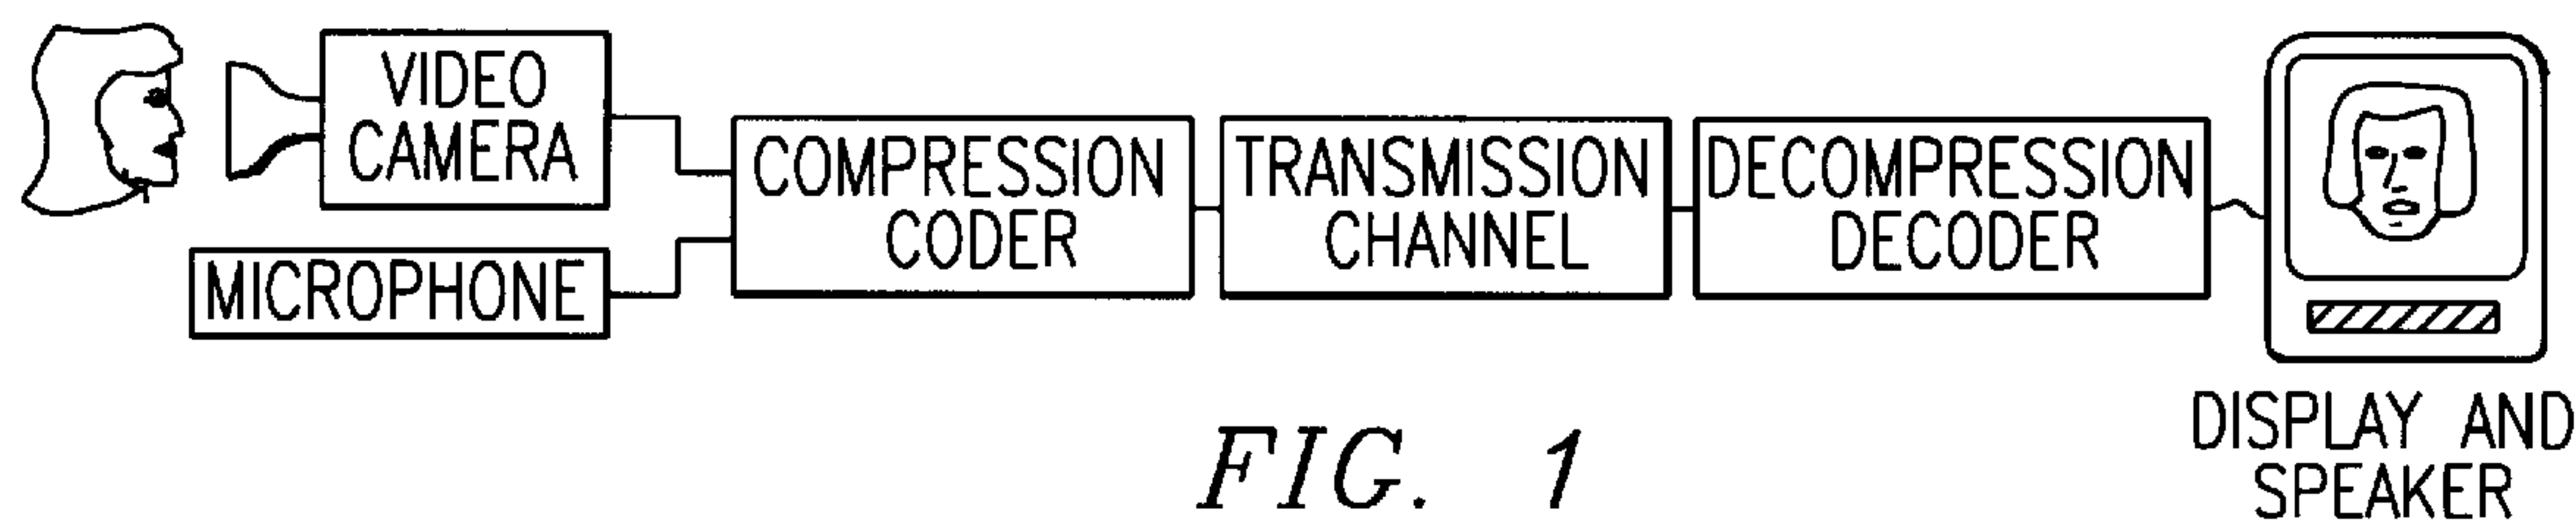 VIDEO
CAMERA
MICROPHONE
COMPRESSION
CODER
TRANSMISSION
CHANNEL
DECOMPRESSION
DECODER
DISPLAY AND
SPEAKER
FIG. 1